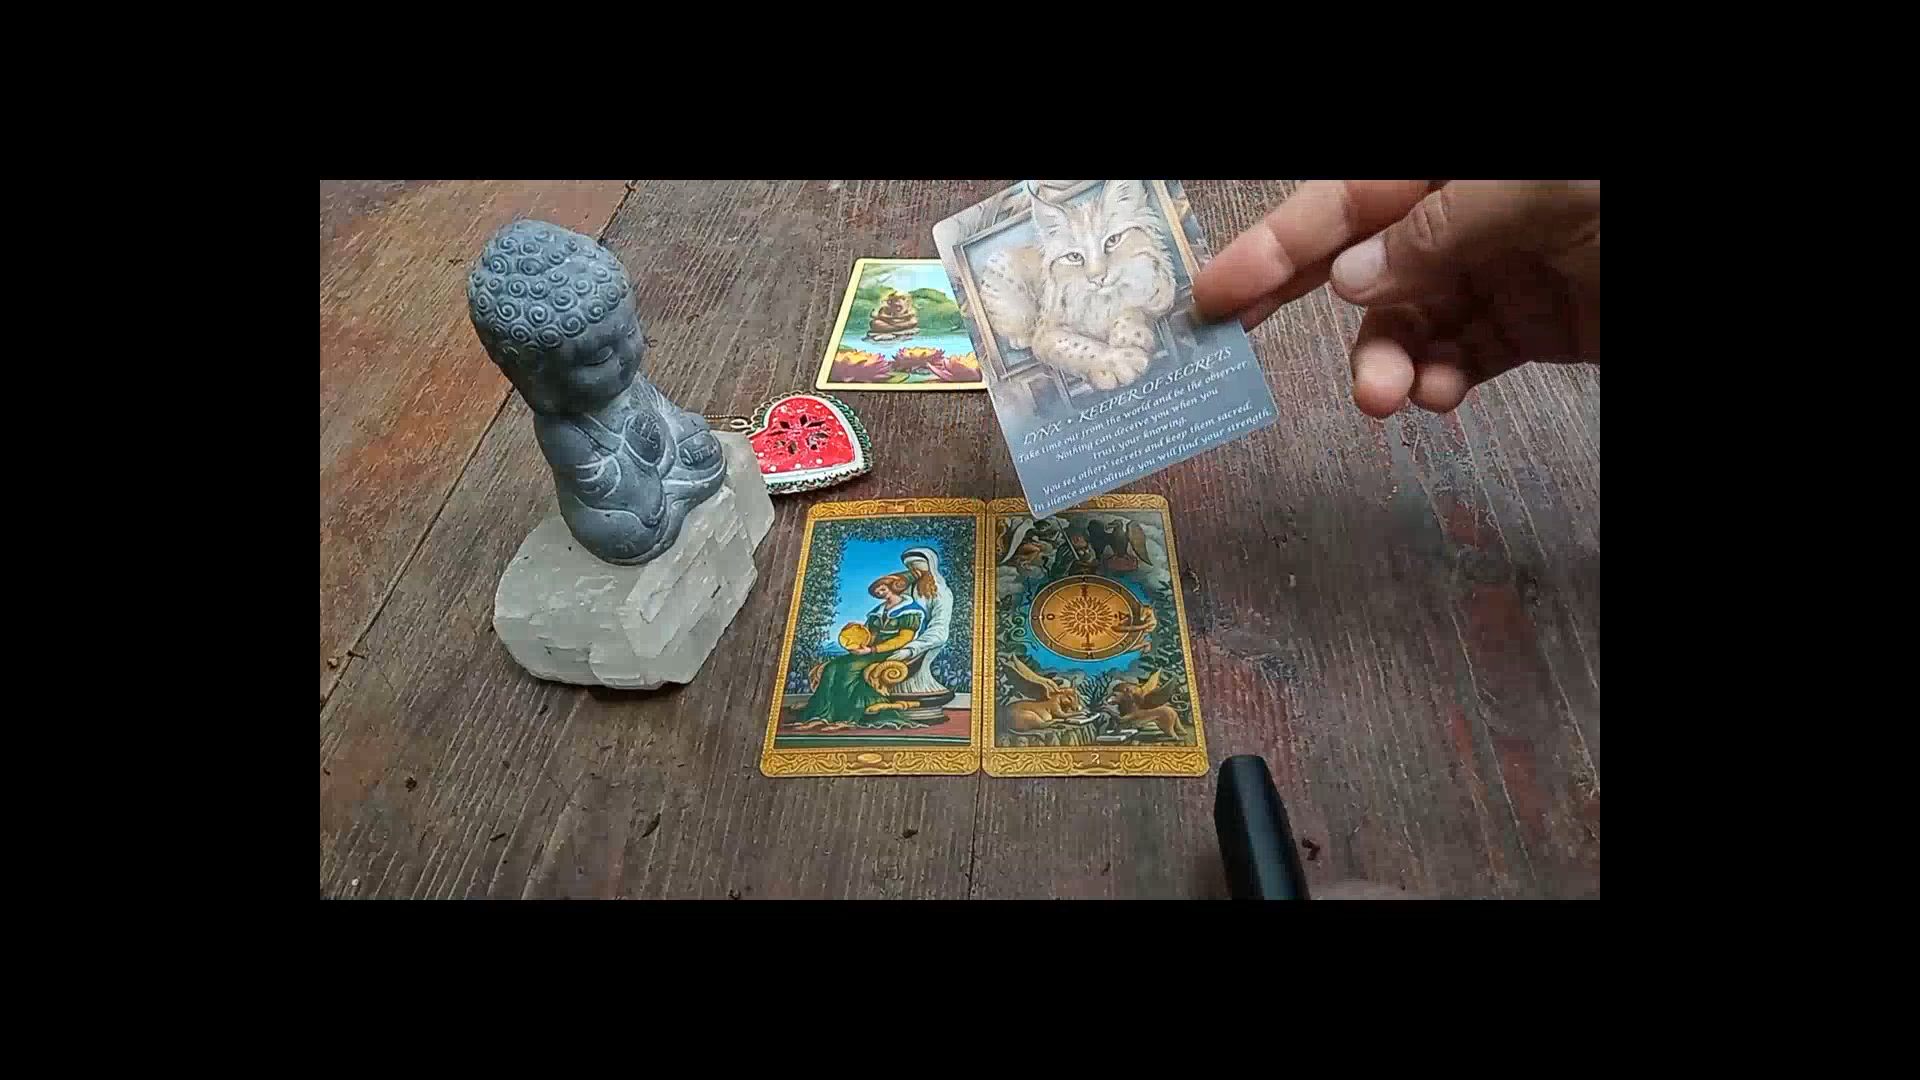 LYNX • KEEPER OF SECRETS
Take time out from the world and be the observer.
Nothing can deceive you when you
trust your knowing.
You see others' secrets and keep them sacred;
In silence and solitude you will find your strength.